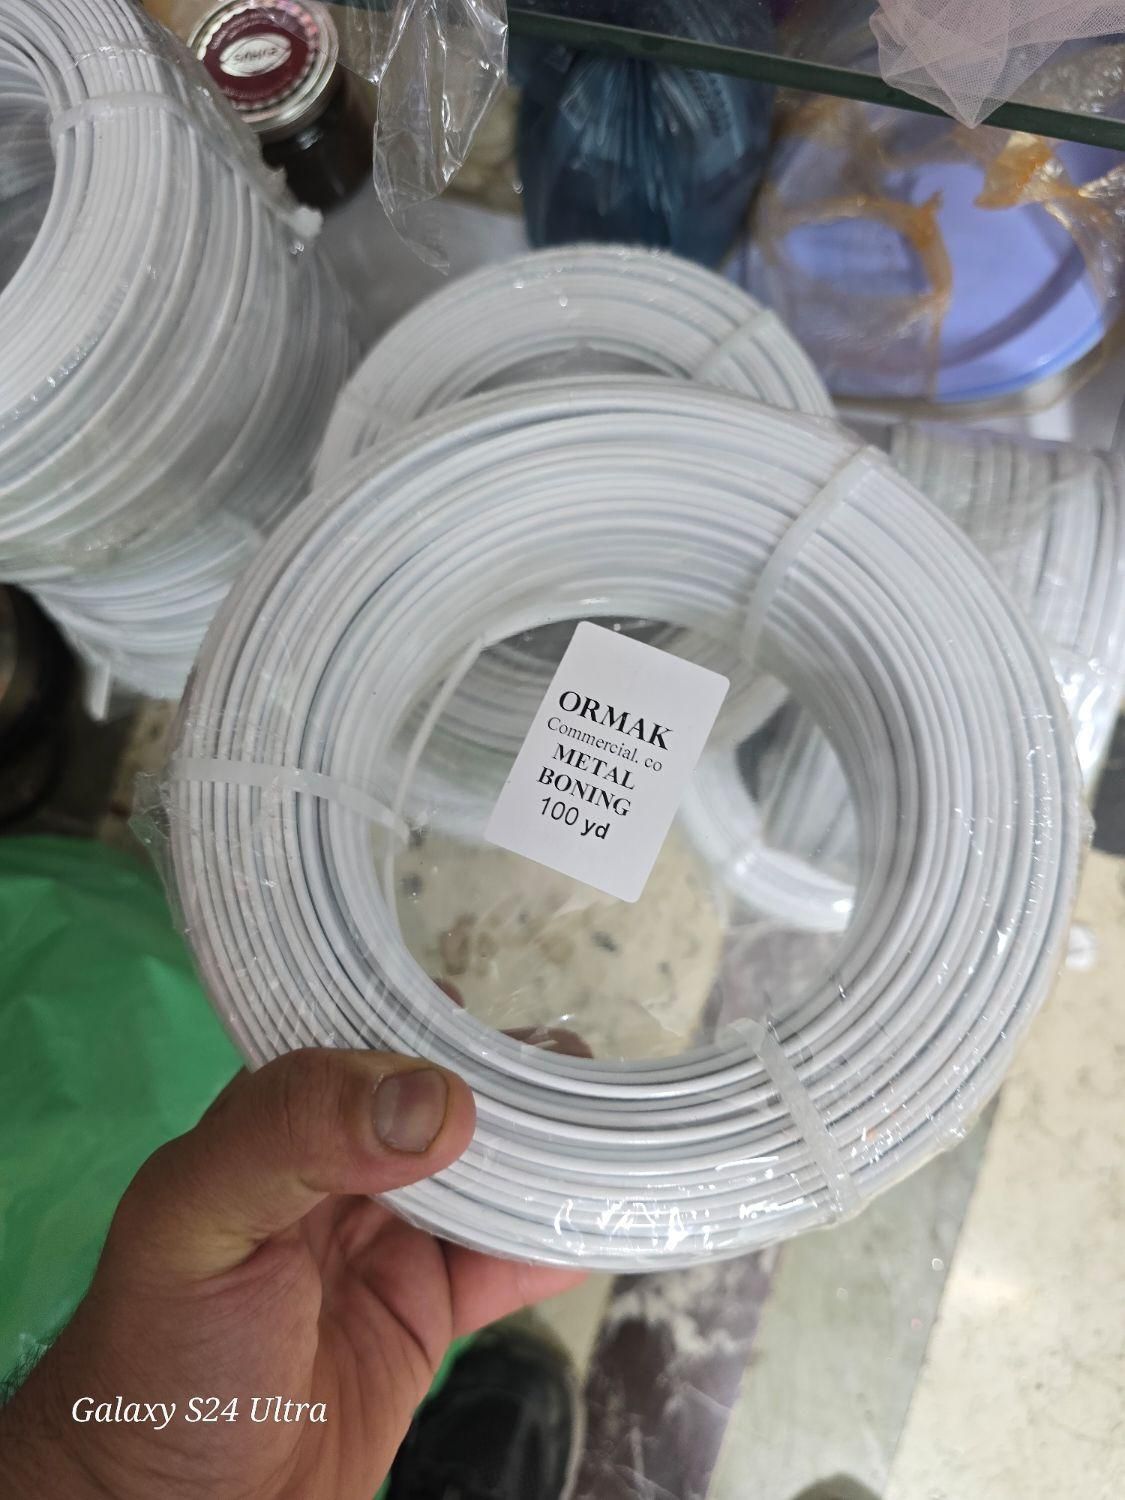 ORMAK
Commercial. co
METAL
BONING
100 yd
Galaxy S24 Ultra